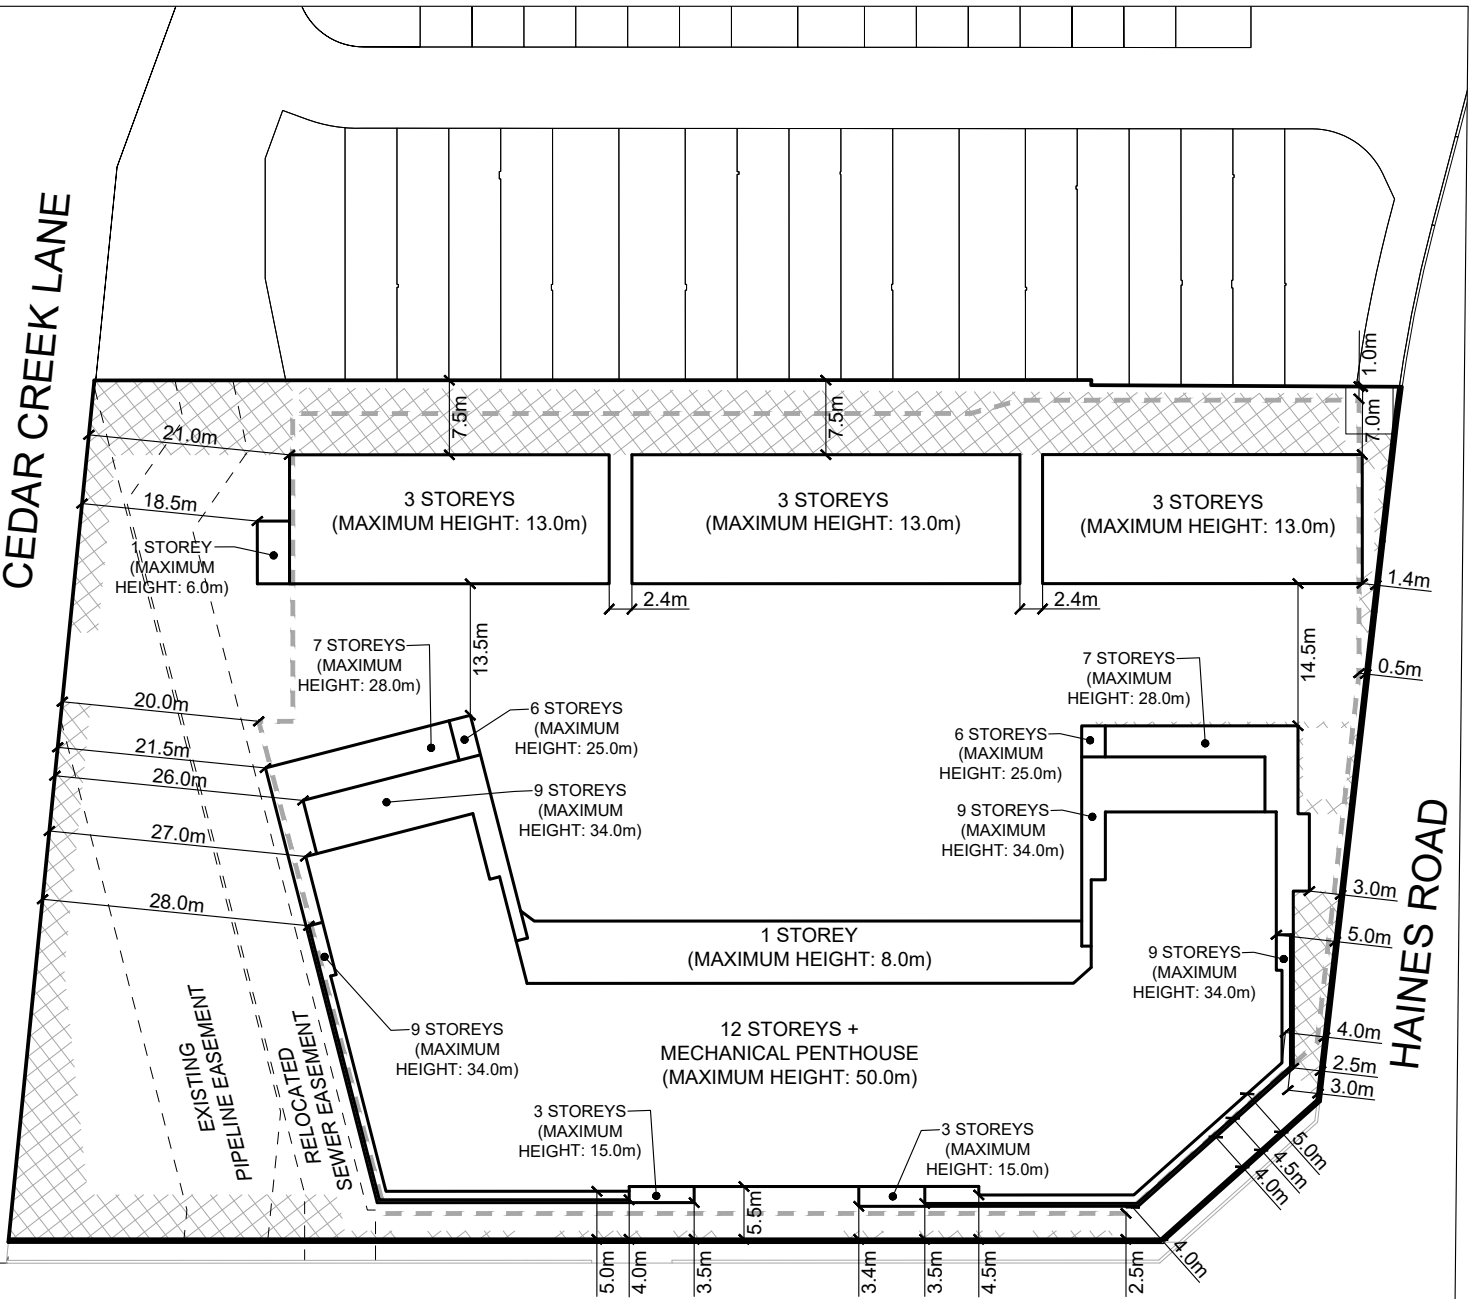 CEDAR CREEK LANE
1.0m
7.0m
7.5m
7.5m
21.0m
18.5m
3 STOREYS
(MAXIMUM HEIGHT: 13.0m)
3 STOREYS
(MAXIMUM HEIGHT: 13.0m)
3 STOREYS
(MAXIMUM HEIGHT: 13.0m)
1 STOREY
(MAXIMUM
HEIGHT: 6.0m)
2.4m
2.4m
1.4m
13.5m
14.5m
0.5m
7 STOREYS
(MAXIMUM
HEIGHT: 28.0m)
7 STOREYS
(MAXIMUM
HEIGHT: 28.0m)
20.0m
21.5m
26.0m
27.0m
28.0m
6 STOREYS
(MAXIMUM
HEIGHT: 25.0m)
6 STOREYS
(MAXIMUM
HEIGHT: 25.0m)
9 STOREYS
(MAXIMUM
HEIGHT: 34.0m)
9 STOREYS
(MAXIMUM
HEIGHT: 34.0m)
HAINES ROAD
3.0m
5.0m
1 STOREY
(MAXIMUM HEIGHT: 8.0m)
9 STOREYS
(MAXIMUM
HEIGHT: 34.0m)
9 STOREYS
(MAXIMUM
HEIGHT: 34.0m)
12 STOREYS +
MECHANICAL PENTHOUSE
(MAXIMUM HEIGHT: 50.0m)
4.0m
2.5m
3.0m
EXISTING
PIPELINE EASEMENT
RELOCATED
SEWER EASEMENT
3 STOREYS
(MAXIMUM
HEIGHT: 15.0m)
3 STOREYS
(MAXIMUM
HEIGHT: 15.0m)
5.0m
4.5m
4.0m
5.5m
5.0m
4.0m
3.5m
3.4m
3.5m
4.5m
2.5m
4.0m